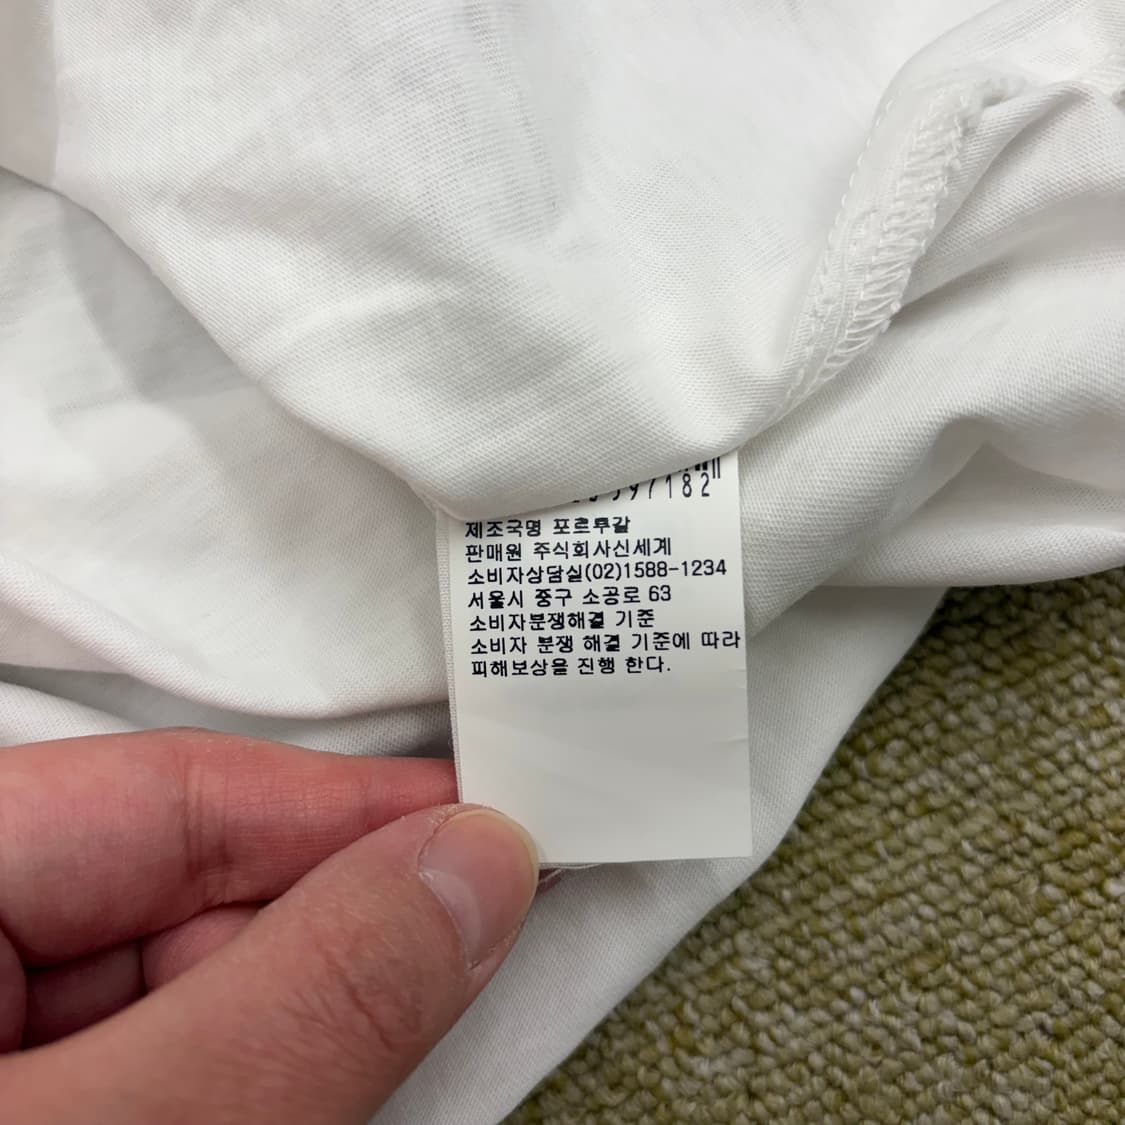 597182
제조국명 포르투갈
판매원 주식회사신세계
소비자상담실(02)1588-1234
서울시 중구 소공로 63
소비자분쟁해결 기준
소비자 분쟁 해결 기준에 따라
피해보상을 진행 한다.